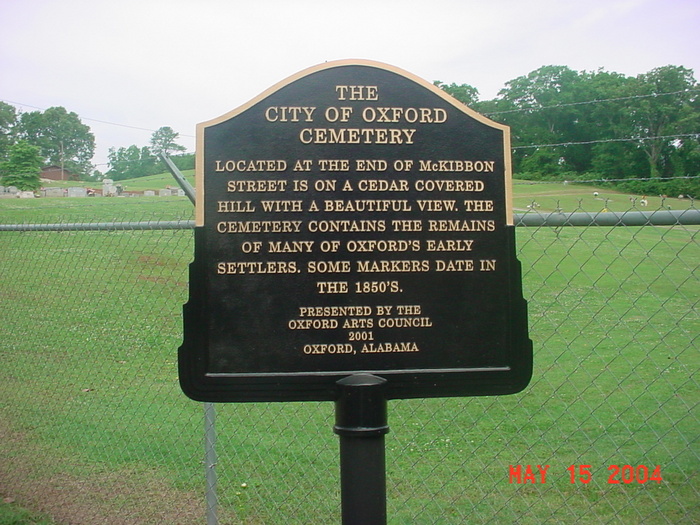 THE
CITY OF OXFORD
CEMETERY
LOCATED AT THE END OF McKIBBON
STREET IS ON A CEDAR COVERED
HILL WITH A BEAUTIFUL VIEW. THE
CEMETERY CONTAINS THE REMAINS
OF MANY OF OXFORD'S EARLY
SETTLERS. SOME MARKERS DATE IN
THE 1850'S.
PRESENTED BY THE
OXFORD ARTS COUNCIL
2001
OXFORD, ALABAMA
MAY 15 2004